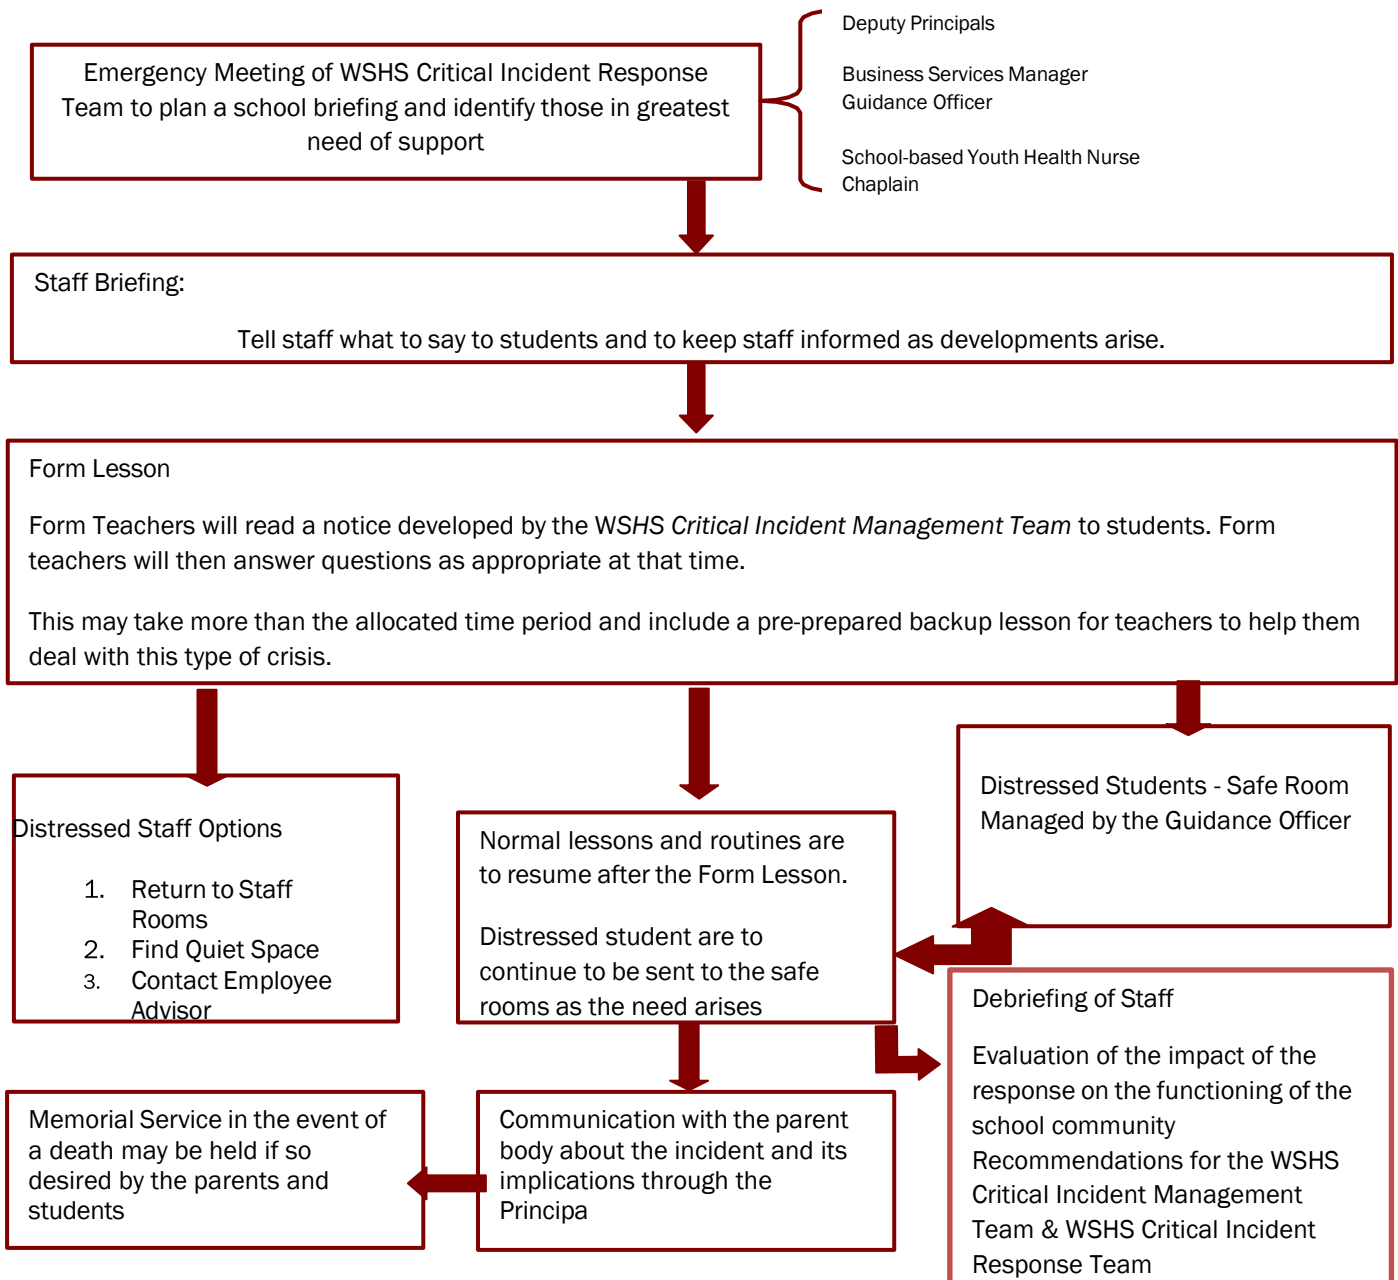 Emergency Meeting of WSHS Critical Incident Response
Team to plan a school briefing and identify those in greatest
need of support
Deputy Principals
Business Services Manager
Guidance Officer
School-based Youth Health Nurse
Chaplain
Staff Briefing:
Tell staff what to say to students and to keep staff informed as developments arise.
Form Lesson
Form Teachers will read a notice developed by the WSHS Critical Incident Management Team to students. Form
teachers will then answer questions as appropriate at that time.
This may take more than the allocated time period and include a pre-prepared backup lesson for teachers to help them
deal with this type of crisis.
Distressed Staff Options
1. Return to Staff
Rooms
2. Find Quiet Space
3. Contact Employee
Advisor
Normal lessons and routines are
to resume after the Form Lesson.
Distressed student are to
continue to be sent to the safe
rooms as the need arises
Distressed Students - Safe Room
Managed by the Guidance Officer
Memorial Service in the event of
a death may be held if so
desired by the parents and
students
Communication with the parent
body about the incident and its
implications through the
Principa
Debriefing of Staff
Evaluation of the impact of the
response on the functioning of the
school community
Recommendations for the WSHS
Critical Incident Management
Team & WSHS Critical Incident
Response Team